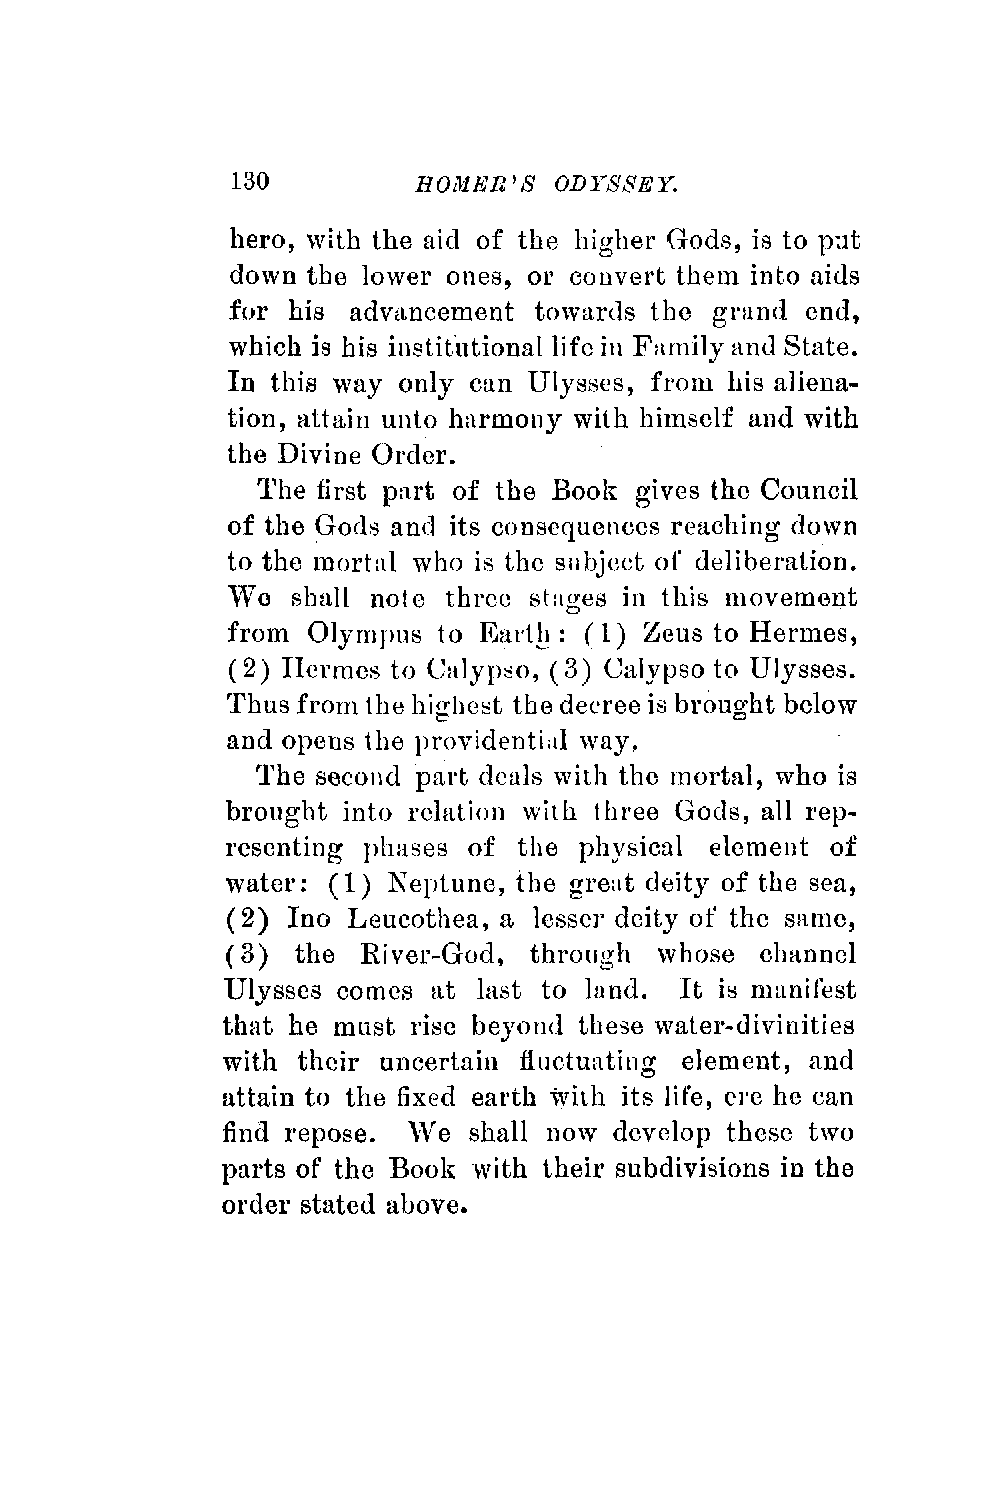 130 HOMER'S ODYSSEY.
hero, with the aid of the higher Gods, is to put
down the lower ones, or convert them into aids
for his advancement towards the grand end,
which is his institutional life in Family and State.
In this way only can Ulysses, from his aliena-
tion, attain unto harmony with himself and with
the Divine Order.
The first part of the Book gives the Council
of the Gods and its consequences reaching down
to the mortal who is the subject of deliberation.
We shall note three stages in this movement
from Olympus to Earth: (1) Zeus to Hermes,
(2) Hermes to Calypso, (3) Calypso to Ulysses.
Thus from the highest the decree is brought below
and opens the providential way.
The second part deals with the mortal, who is
brought into relation with three Gods, all rep-
resenting phases of the physical element of
water: (1) Neptune, the great deity of the sea,
(2) Ino Leucothea, a lesser deity of the same,
(3) the River-God, through whose channel
Ulysses comes at last to land. It is manifest
that he must rise beyond these water-divinities
with their uncertain fluctuating element, and
attain to the fixed earth with its life, ere he can
find repose. We shall now develop these two
parts of the Book with their subdivisions in the
order stated above.